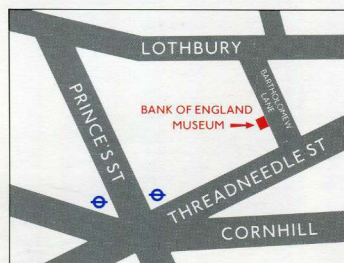 LOTHBURY
BARTHOLOMEW
LANE
PRINCE'S ST
BANK OF ENGLAND
MUSEUM
THREADNEEDLE ST
CORNHILL